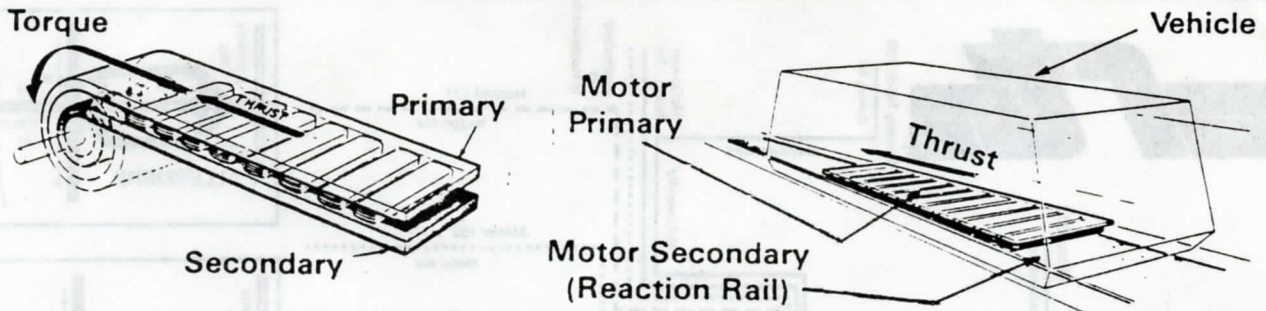 Torque
THRUST
Primary
Secondary
Vehicle
Motor
Primary
Thrust
Motor Secondary
(Reaction Rail)